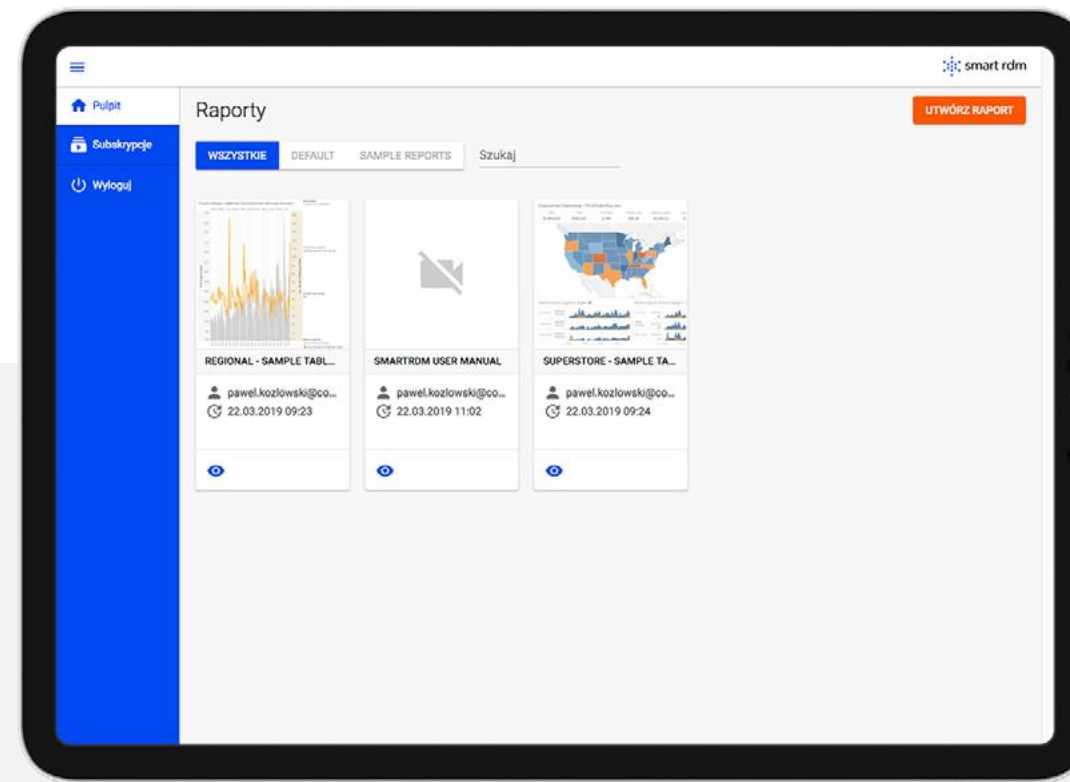 smart rdm
Pulpit
Subskrypcje
Wyloguj
Raporty
UTWÓRZ RAPORT
WSZYSTKIE
DEFAULT
SAMPLE REPORTS
Szukaj
REGIONAL - SAMPLE TABL...
pawel.kozlowski@co...
22.03.2019 09:23
SMARTRDM USER MANUAL
pawel.kozlowski@co...
22.03.2019 11:02
SUPERSTORE - SAMPLE TA...
pawel.kozlowski@co...
22.03.2019 09:24